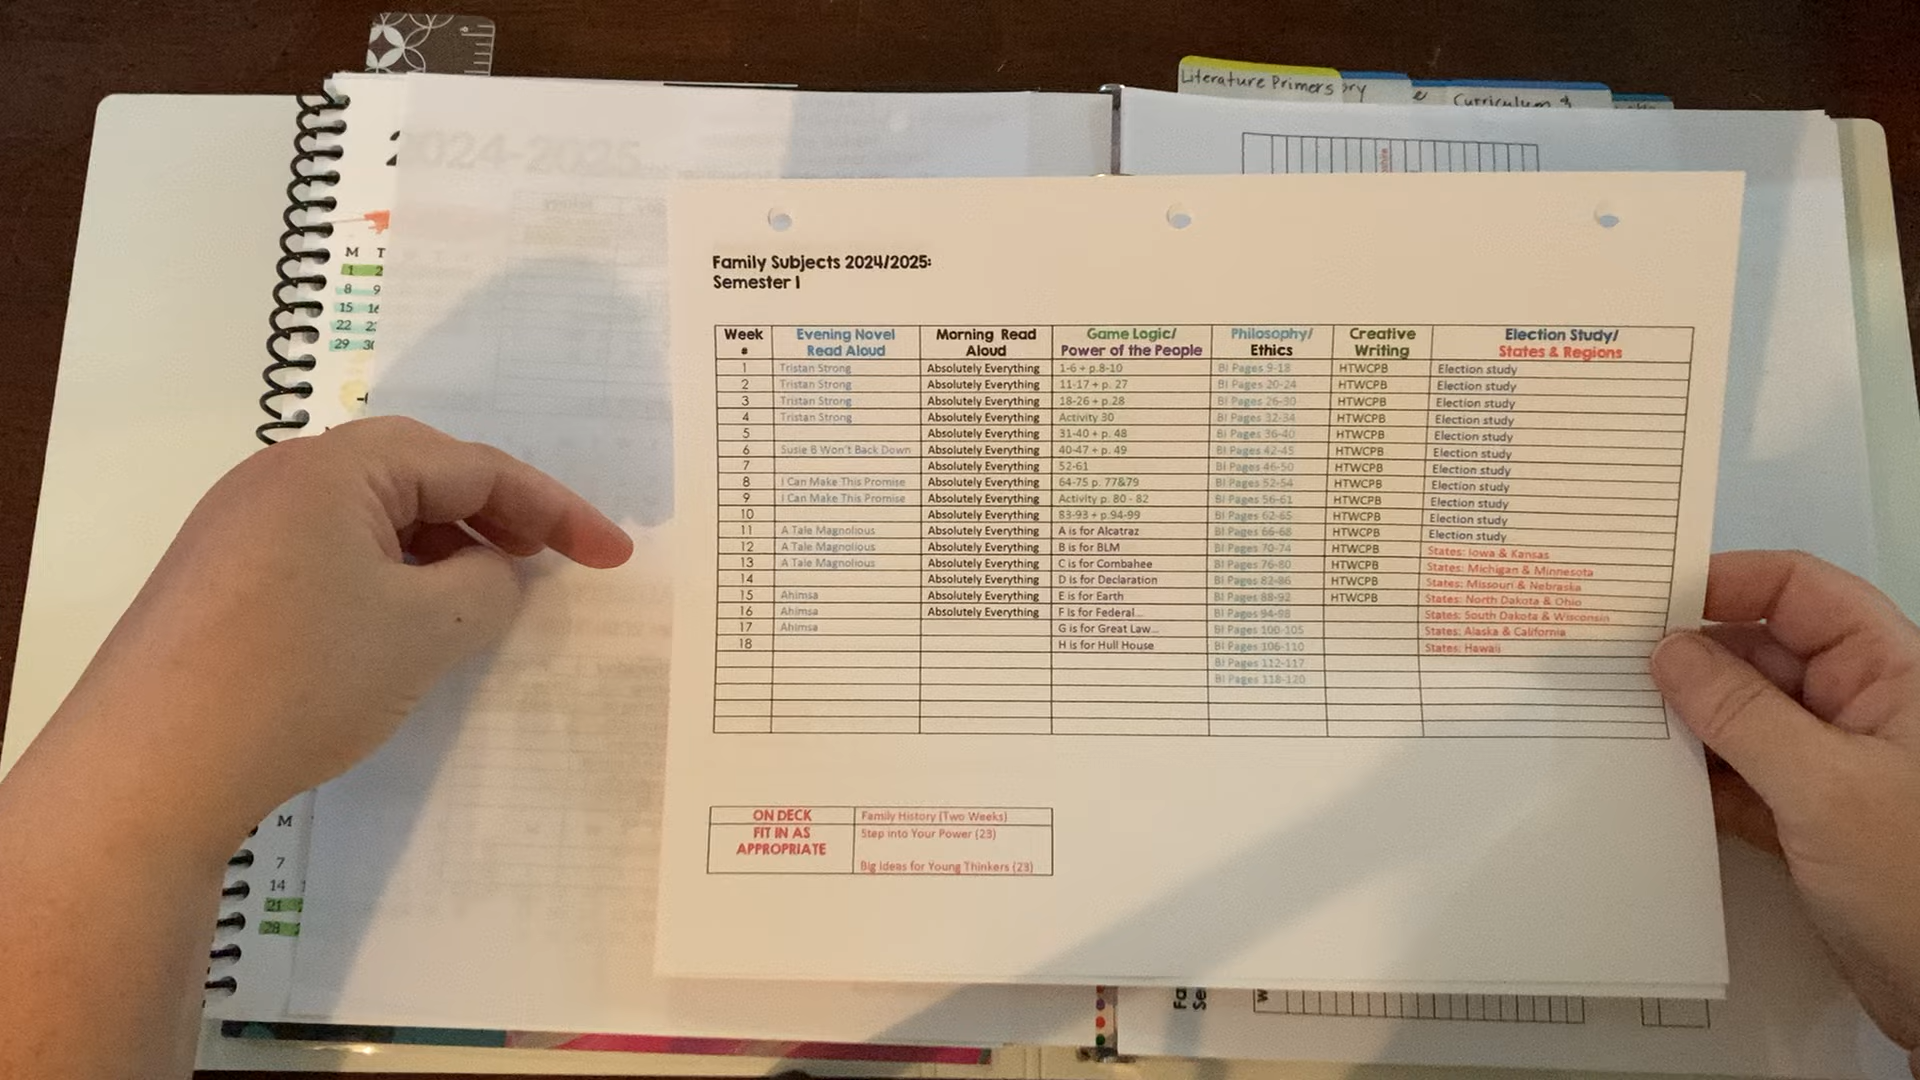 Literature Primers
Curriculum &
2024-2025
M T
1 2
8 9
15 16
22
29 30
Family Subjects 2024/2025:
Semester 1
Week # Evening Novel Read Aloud Morning Read Aloud Game Logic/ Power of the People Philosophy/ Ethics Creative Writing Election Study/ States & Regions
1 Tristan Strong Absolutely Everything 1-6 + p.8-10 BI Pages 9-18 HTWCPB Election study
2 Tristan Strong Absolutely Everything 11-17 + p. 27 BI Pages 20-24 HTWCPB Election study
3 Tristan Strong Absolutely Everything 18-26 + p.28 BI Pages 26-30 HTWCPB Election study
4 Tristan Strong Absolutely Everything Activity 30 BI Pages 32-34 HTWCPB Election study
5 Absolutely Everything 31-40 + p. 48 BI Pages 36-40 HTWCPB Election study
6 Susie B Won't Back Down Absolutely Everything 40-47 + p. 49 BI Pages 42-45 HTWCPB Election study
7 Absolutely Everything 52-61 BI Pages 46-50 HTWCPB Election study
8 I Can Make This Promise Absolutely Everything 64-75 p. 77&79 BI Pages 52-54 HTWCPB Election study
9 I Can Make This Promise Absolutely Everything Activity p. 80 - 82 BI Pages 56-61 HTWCPB Election study
10 Absolutely Everything 83-93 + p.94-99 BI Pages 62-65 HTWCPB Election study
11 A Tale Magnolious Absolutely Everything A is for Alcatraz BI Pages 66-68 HTWCPB Election study
12 A Tale Magnolious Absolutely Everything B is for BLM BI Pages 70-74 HTWCPB States: Iowa & Kansas
13 A Tale Magnolious Absolutely Everything C is for Combahee BI Pages 76-80 HTWCPB States: Michigan & Minnesota
14 Absolutely Everything D is for Declaration BI Pages 82-86 HTWCPB States: Missouri & Nebraska
15 Ahimsa Absolutely Everything E is for Earth BI Pages 88-92 HTWCPB States: North Dakota & Ohio
16 Ahimsa Absolutely Everything F is for Federal... BI Pages 94-98 States: South Dakota & Wisconsin
17 Ahimsa G is for Great Law... BI Pages 100-105 States: Alaska & California
18 H is for Hull House BI Pages 106-110 States: Hawaii
BI Pages 112-117
BI Pages 118-120
ON DECK Family History (Two Weeks)
FIT IN AS APPROPRIATE Step into Your Power (23)
Big Ideas for Young Thinkers (23)
M
7
14
21
28